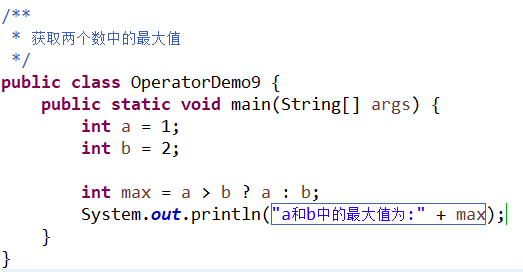 /**
 * 获取两个数中的最大值
 */
public class OperatorDemo9 {
    public static void main(String[] args) {
        int a = 1;
        int b = 2;

        int max = a > b ? a : b;
        System.out.println("a和b中的最大值为:" + max);
    }
}